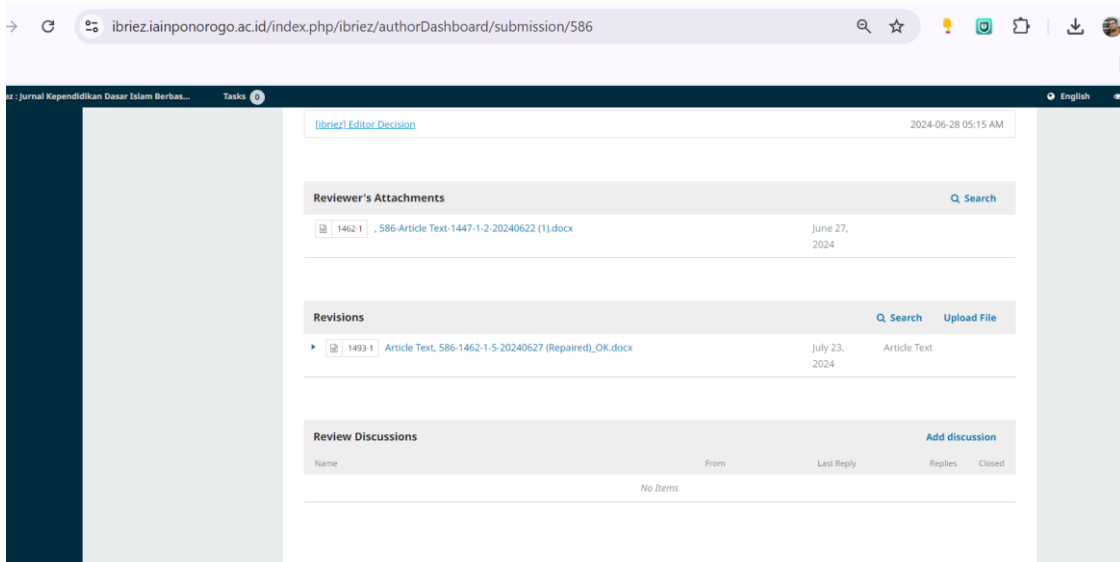 ibriez.iainponorogo.ac.id/index.php/ibriez/authorDashboard/submission/586
ez : Jurnal Kependidikan Dasar Islam Berbas... Tasks 0 English
[ibriez] Editor Decision 2024-06-28 05:15 AM
Reviewer's Attachments Search
1462-1 , 586-Article Text-1447-1-2-20240622 (1).docx June 27,
2024
Revisions Search Upload File
1493-1 Article Text, 586-1462-1-5-20240627 (Repaired)_OK.docx July 23, Article Text
2024
Review Discussions Add discussion
Name From Last Reply Replies Closed
No Items